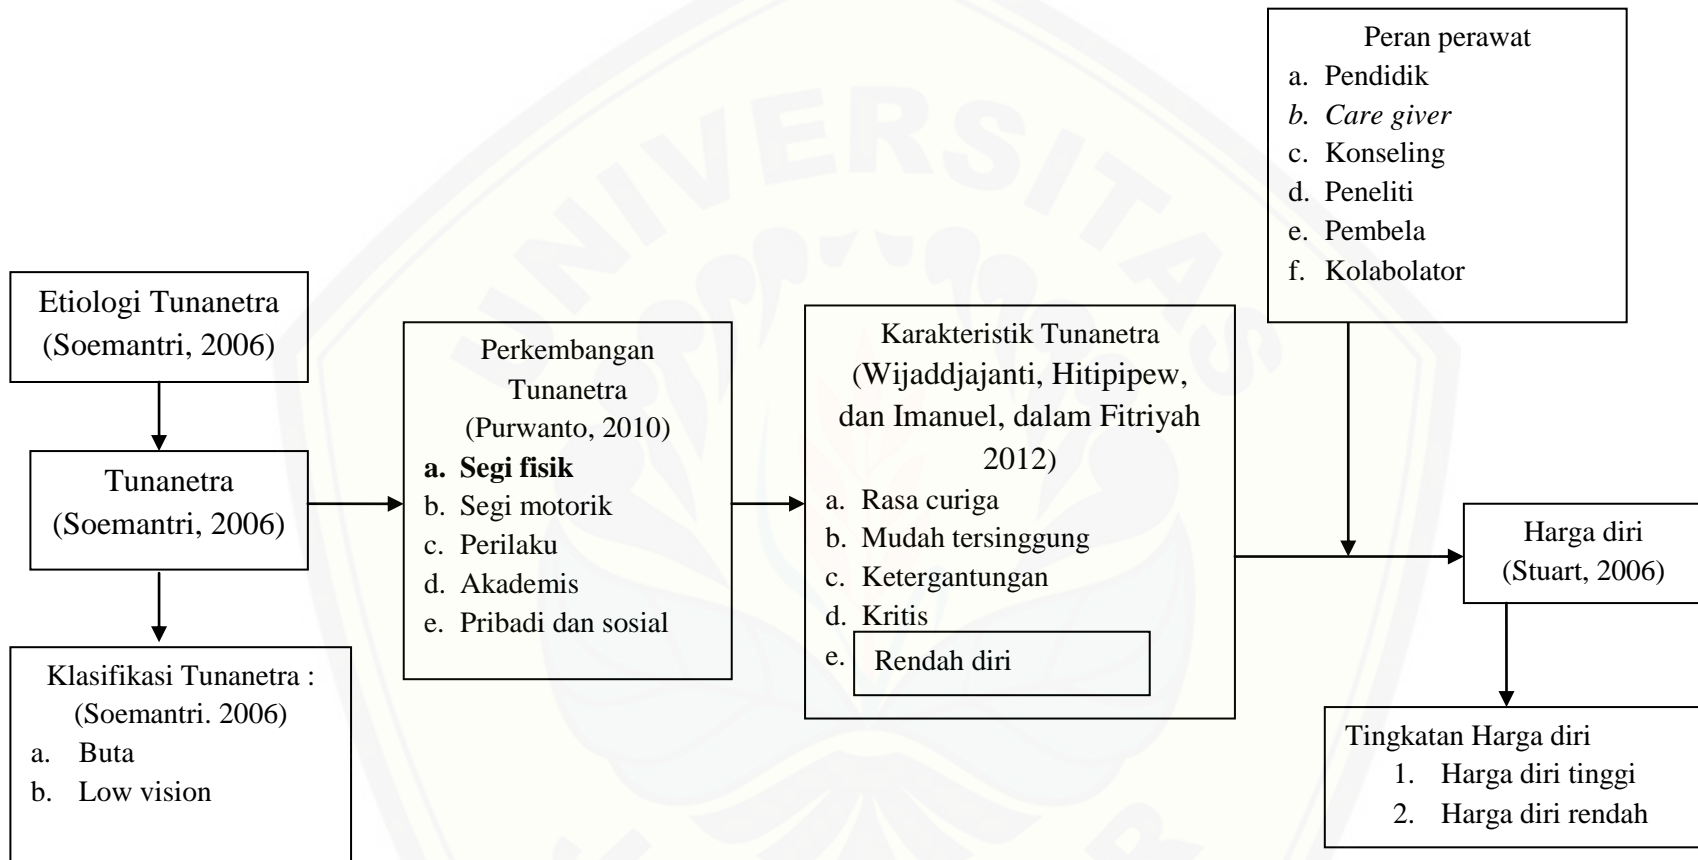 Peran perawat
a. Pendidik
b. Care giver
c. Konseling
d. Peneliti
e. Pembela
f. Kolabolator
Etiologi Tunanetra
(Soemantri, 2006)
Tunanetra
(Soemantri, 2006)
Klasifikasi Tunanetra :
(Soemantri. 2006)
a. Buta
b. Low vision
Perkembangan
Tunanetra
(Purwanto, 2010)
a. Segi fisik
b. Segi motorik
c. Perilaku
d. Akademis
e. Pribadi dan sosial
Karakteristik Tunanetra
(Wijaddjajanti, Hitipipew,
dan Imanuel, dalam Fitriyah
2012)
a. Rasa curiga
b. Mudah tersinggung
c. Ketergantungan
d. Kritis
e. Rendah diri
Harga diri
(Stuart, 2006)
Tingkatan Harga diri
1. Harga diri tinggi
2. Harga diri rendah
UNIVERSITAS